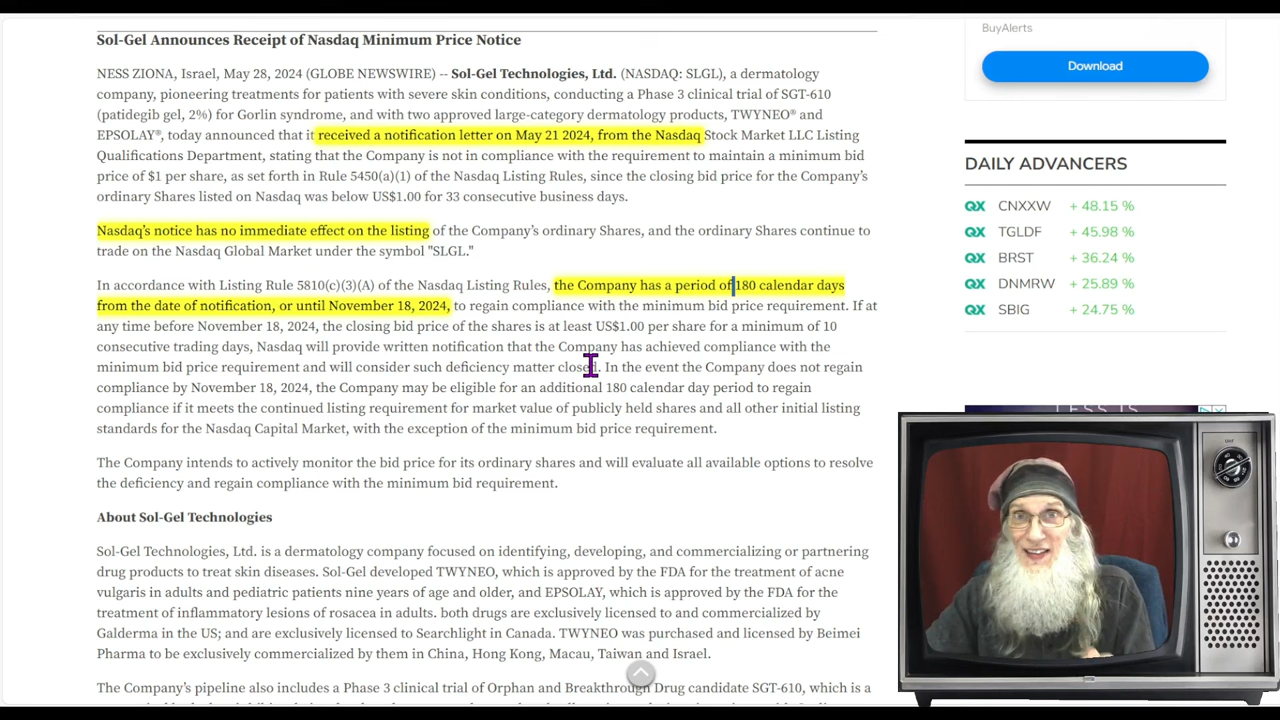 Sol-Gel Announces Receipt of Nasdaq Minimum Price Notice
NESS ZIONA, Israel, May 28, 2024 (GLOBE NEWSWIRE) -- Sol-Gel Technologies, Ltd. (NASDAQ: SLGL), a dermatology
company, pioneering treatments for patients with severe skin conditions, conducting a Phase 3 clinical trial of SGT-610
(patidegib gel, 2%) for Gorlin syndrome, and with two approved large-category dermatology products, TWYNEO® and
EPSOLAY®, today announced that it received a notification letter on May 21 2024, from the Nasdaq Stock Market LLC Listing
Qualifications Department, stating that the Company is not in compliance with the requirement to maintain a minimum bid
price of $1 per share, as set forth in Rule 5450(a)(1) of the Nasdaq Listing Rules, since the closing bid price for the Company's
ordinary Shares listed on Nasdaq was below US$1.00 for 33 consecutive business days.
Nasdaq's notice has no immediate effect on the listing of the Company's ordinary Shares, and the ordinary Shares continue to
trade on the Nasdaq Global Market under the symbol "SLGL."
In accordance with Listing Rule 5810(c)(3)(A) of the Nasdaq Listing Rules, the Company has a period of 180 calendar days
from the date of notification, or until November 18, 2024, to regain compliance with the minimum bid price requirement. If at
any time before November 18, 2024, the closing bid price of the shares is at least US$1.00 per share for a minimum of 10
consecutive trading days, Nasdaq will provide written notification that the Company has achieved compliance with the
minimum bid price requirement and will consider such deficiency matter closed. In the event the Company does not regain
compliance by November 18, 2024, the Company may be eligible for an additional 180 calendar day period to regain
compliance if it meets the continued listing requirement for market value of publicly held shares and all other initial listing
standards for the Nasdaq Capital Market, with the exception of the minimum bid price requirement.
The Company intends to actively monitor the bid price for its ordinary shares and will evaluate all available options to resolve
the deficiency and regain compliance with the minimum bid requirement.
About Sol-Gel Technologies
Sol-Gel Technologies, Ltd. is a dermatology company focused on identifying, developing, and commercializing or partnering
drug products to treat skin diseases. Sol-Gel developed TWYNEO, which is approved by the FDA for the treatment of acne
vulgaris in adults and pediatric patients nine years of age and older, and EPSOLAY, which is approved by the FDA for the
treatment of inflammatory lesions of rosacea in adults. both drugs are exclusively licensed to and commercialized by
Galderma in the US; and are exclusively licensed to Searchlight in Canada. TWYNEO was purchased and licensed by Beimei
Pharma to be exclusively commercialized by them in China, Hong Kong, Macau, Taiwan and Israel.
The Company's pipeline also includes a Phase 3 clinical trial of Orphan and Breakthrough Drug candidate SGT-610, which is a
BuyAlerts
Download
DAILY ADVANCERS
QX CNXXW + 48.15 %
QX TGLDF + 45.98 %
QX BRST + 36.24 %
QX DNMRW + 25.89 %
QX SBIG + 24.75 %